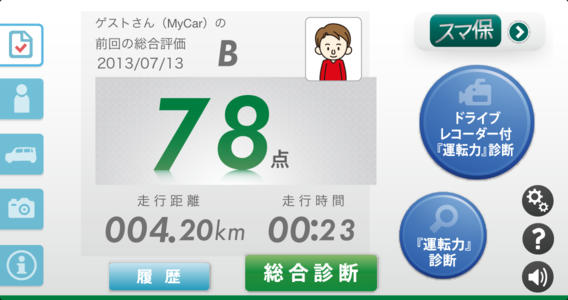 ゲストさん（MyCar）の
前回の総合評価
2013/07/13
B
78点
走行距離
004.20km
走行時間
00:23
履歴
総合診断
スマ保
ドライブ
レコーダー付
『運転力』診断
『運転力』
診断
?